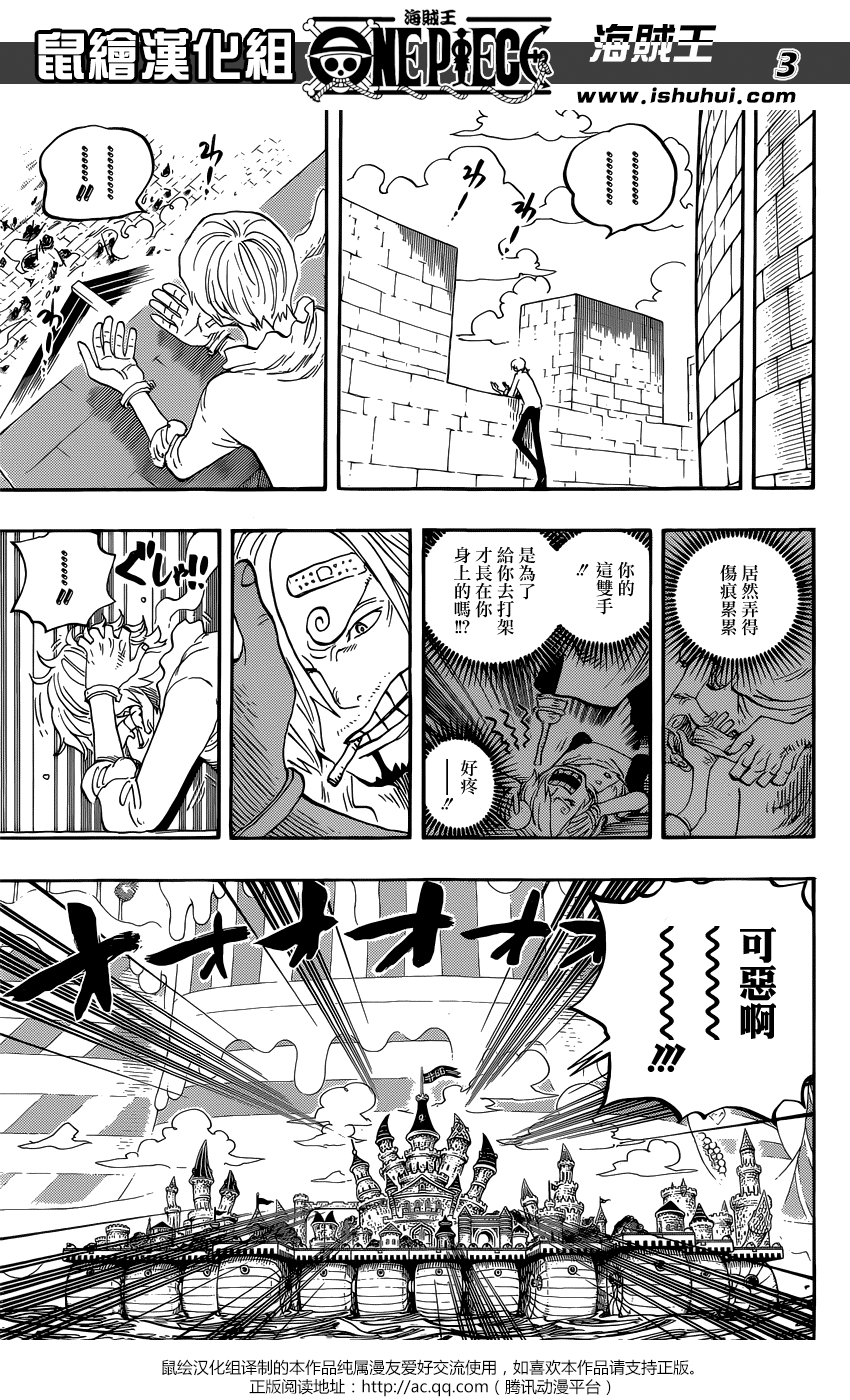 鼠繪漢化組
海賊王
ONE PIECE
海賊王
3
www.ishuhui.com
…………
…………
…………
…………!!
居然弄得
傷痕累累
你的
這雙手
!!
是為了
給你去打架
才長在你
身上的嗎!!?
好疼
——!!
ぐしゃ!!
………!!
可惡啊
~~~~
~~~~!!!
オオオオオオ
鼠绘汉化组译制的本作品纯属漫友爱好交流使用，如喜欢本作品请支持正版。
正版阅读地址：http://ac.qq.com（腾讯动漫平台）